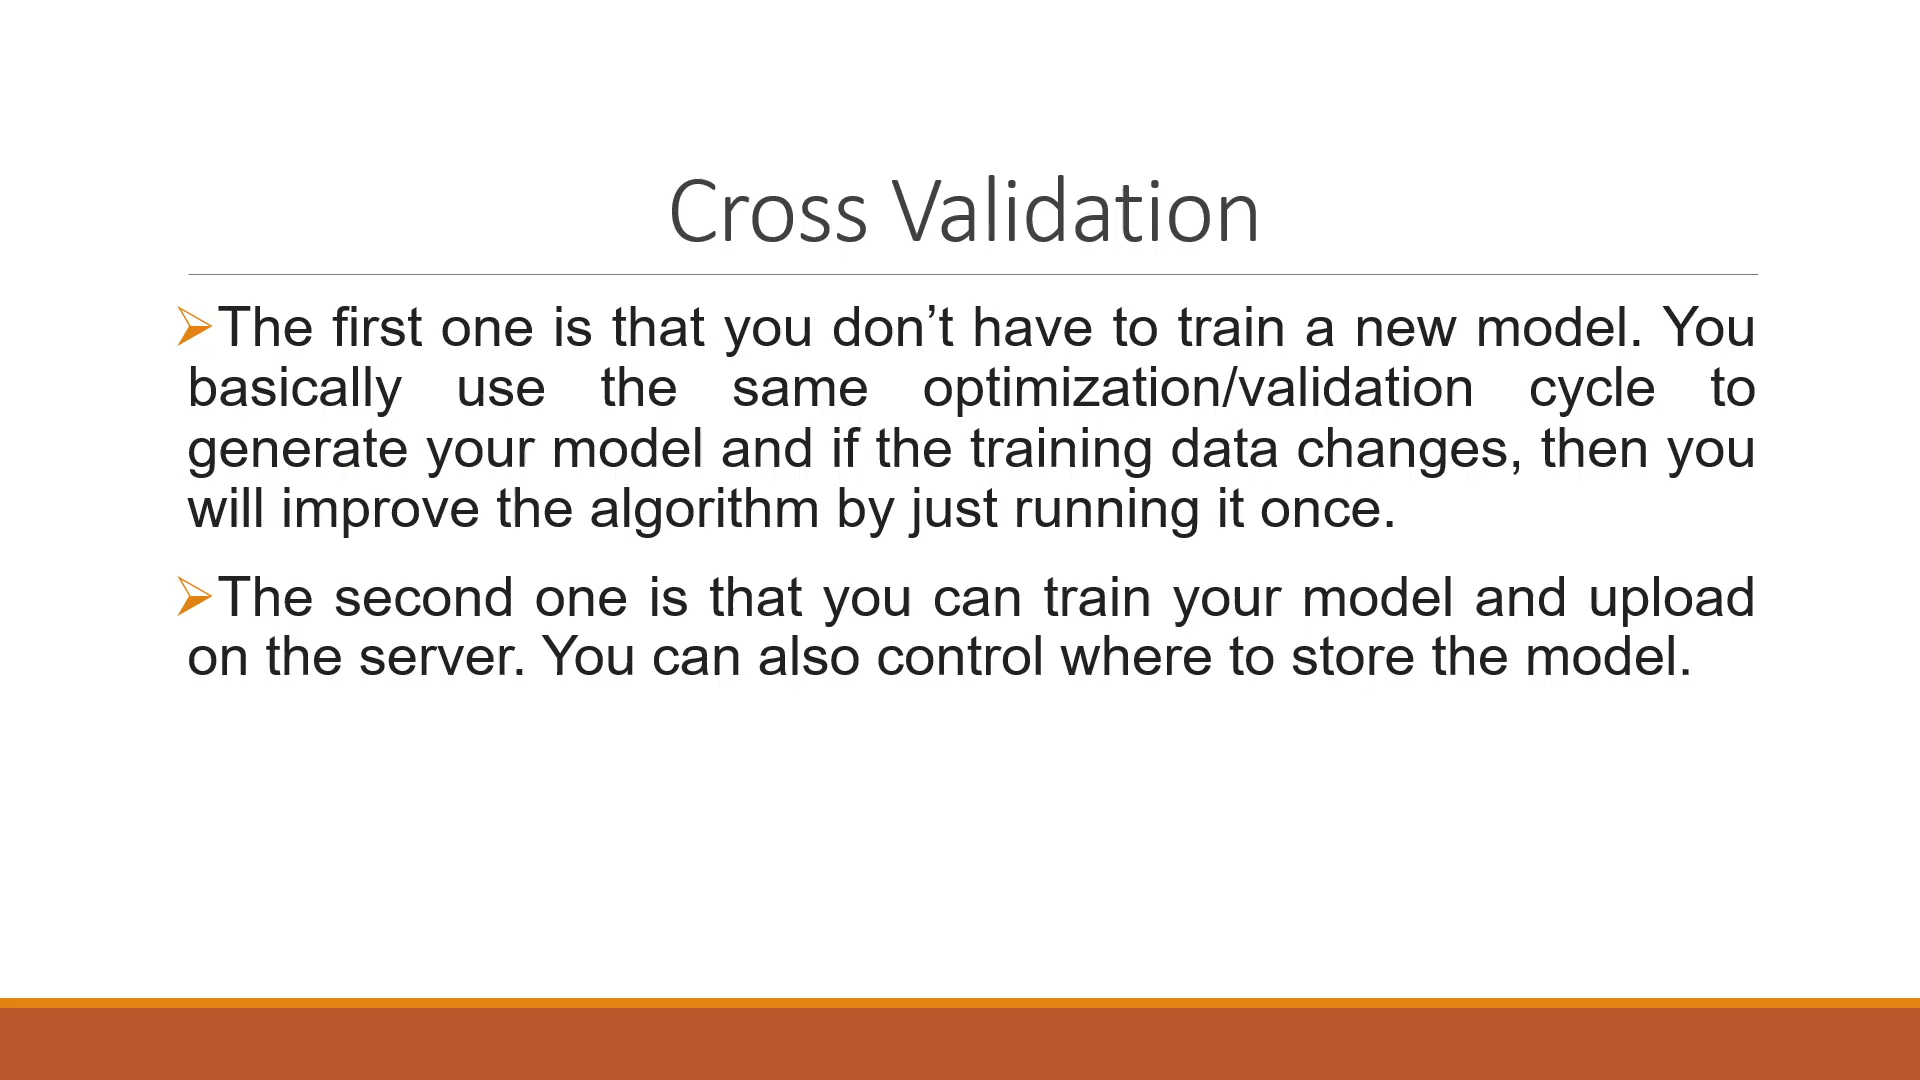 Cross Validation
The first one is that you don’t have to train a new model. You
basically use the same optimization/validation cycle to
generate your model and if the training data changes, then you
will improve the algorithm by just running it once.
The second one is that you can train your model and upload
on the server. You can also control where to store the model.